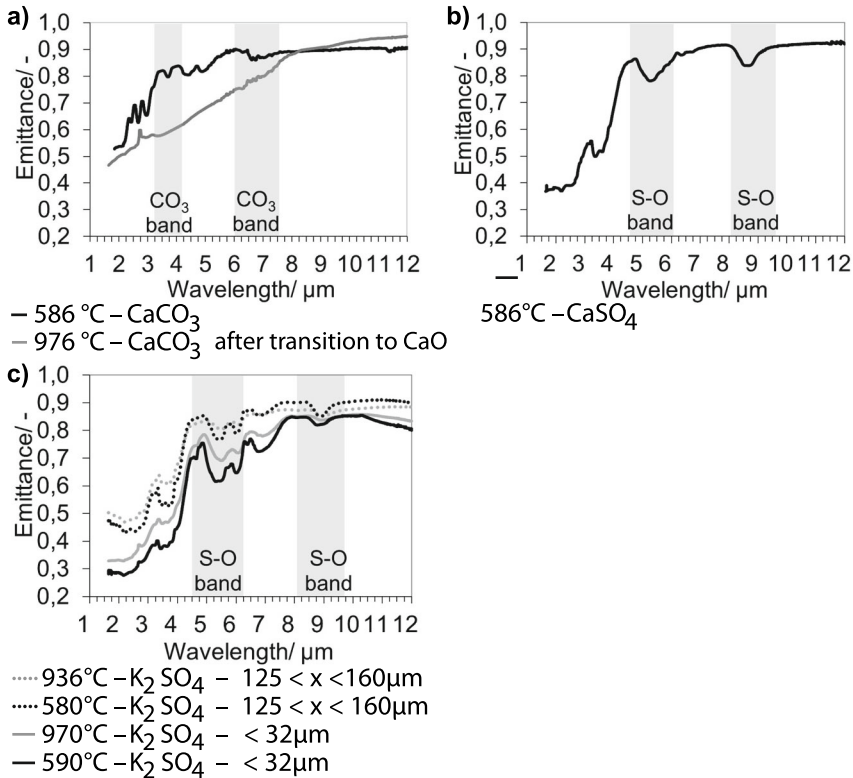 a)
Emittance/ -
1,0
0,9
0,8
0,7
0,6
0,5
0,4
0,3
0,2
CO₃ band
CO₃ band
1 2 3 4 5 6 7 8 9 10 11 12
Wavelength/ µm
586 °C – CaCO₃
976 °C – CaCO₃ after transition to CaO
b)
Emittance/ -
1,0
0,9
0,8
0,7
0,6
0,5
0,4
0,3
0,2
S-O band
S-O band
1 2 3 4 5 6 7 8 9 10 11 12
Wavelength/ µm
586°C – CaSO₄
c)
Emittance/ -
1,0
0,9
0,8
0,7
0,6
0,5
0,4
0,3
0,2
S-O band
S-O band
1 2 3 4 5 6 7 8 9 10 11 12
Wavelength/ µm
936°C – K₂ SO₄ – 125 < x <160µm
580°C – K₂ SO₄ – 125 < x < 160µm
970°C – K₂ SO₄ – < 32µm
590°C – K₂ SO₄ – < 32µm